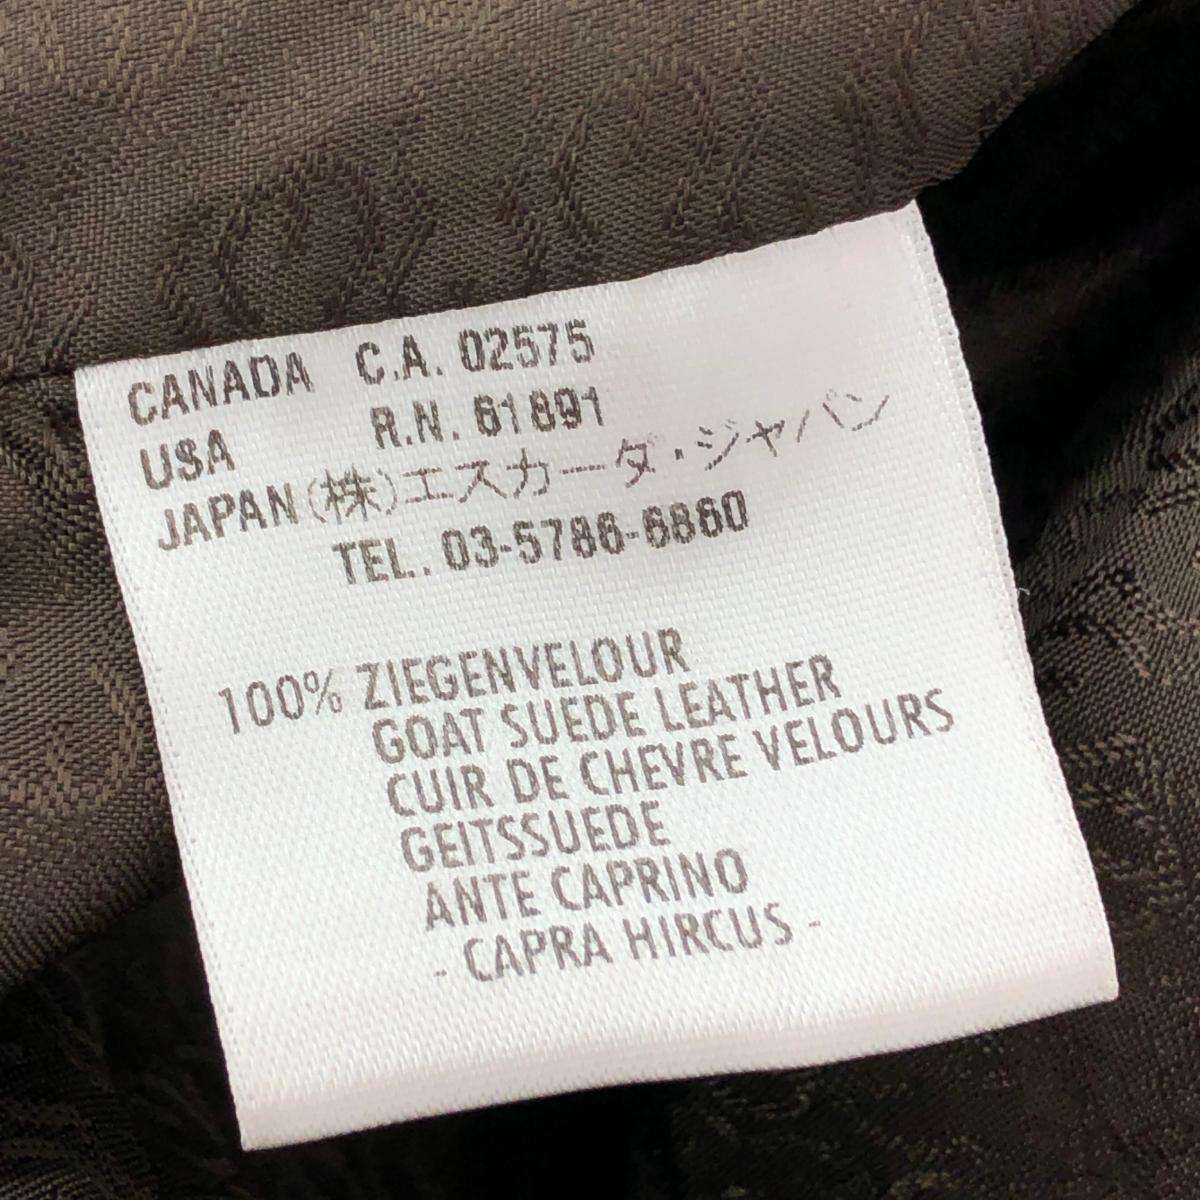 CANADA C.A. 02575
USA R.N. 61891
JAPAN (株)エスカーダ・ジャパン
TEL. 03-5786-6860
100% ZIEGENVELOUR
GOAT SUEDE LEATHER
CUIR DE CHEVRE VELOURS
GEITSSUEDE
ANTE CAPRINO
- CAPRA HIRCUS -